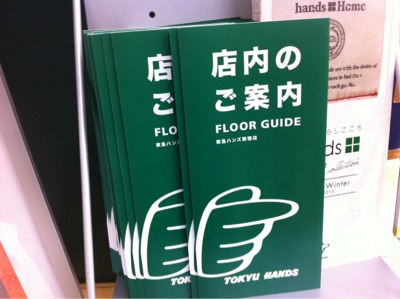 店内の
ご案内
FLOOR GUIDE
東急ハンズ新宿店
TOKYU HANDS
hands Home
collection
Winter